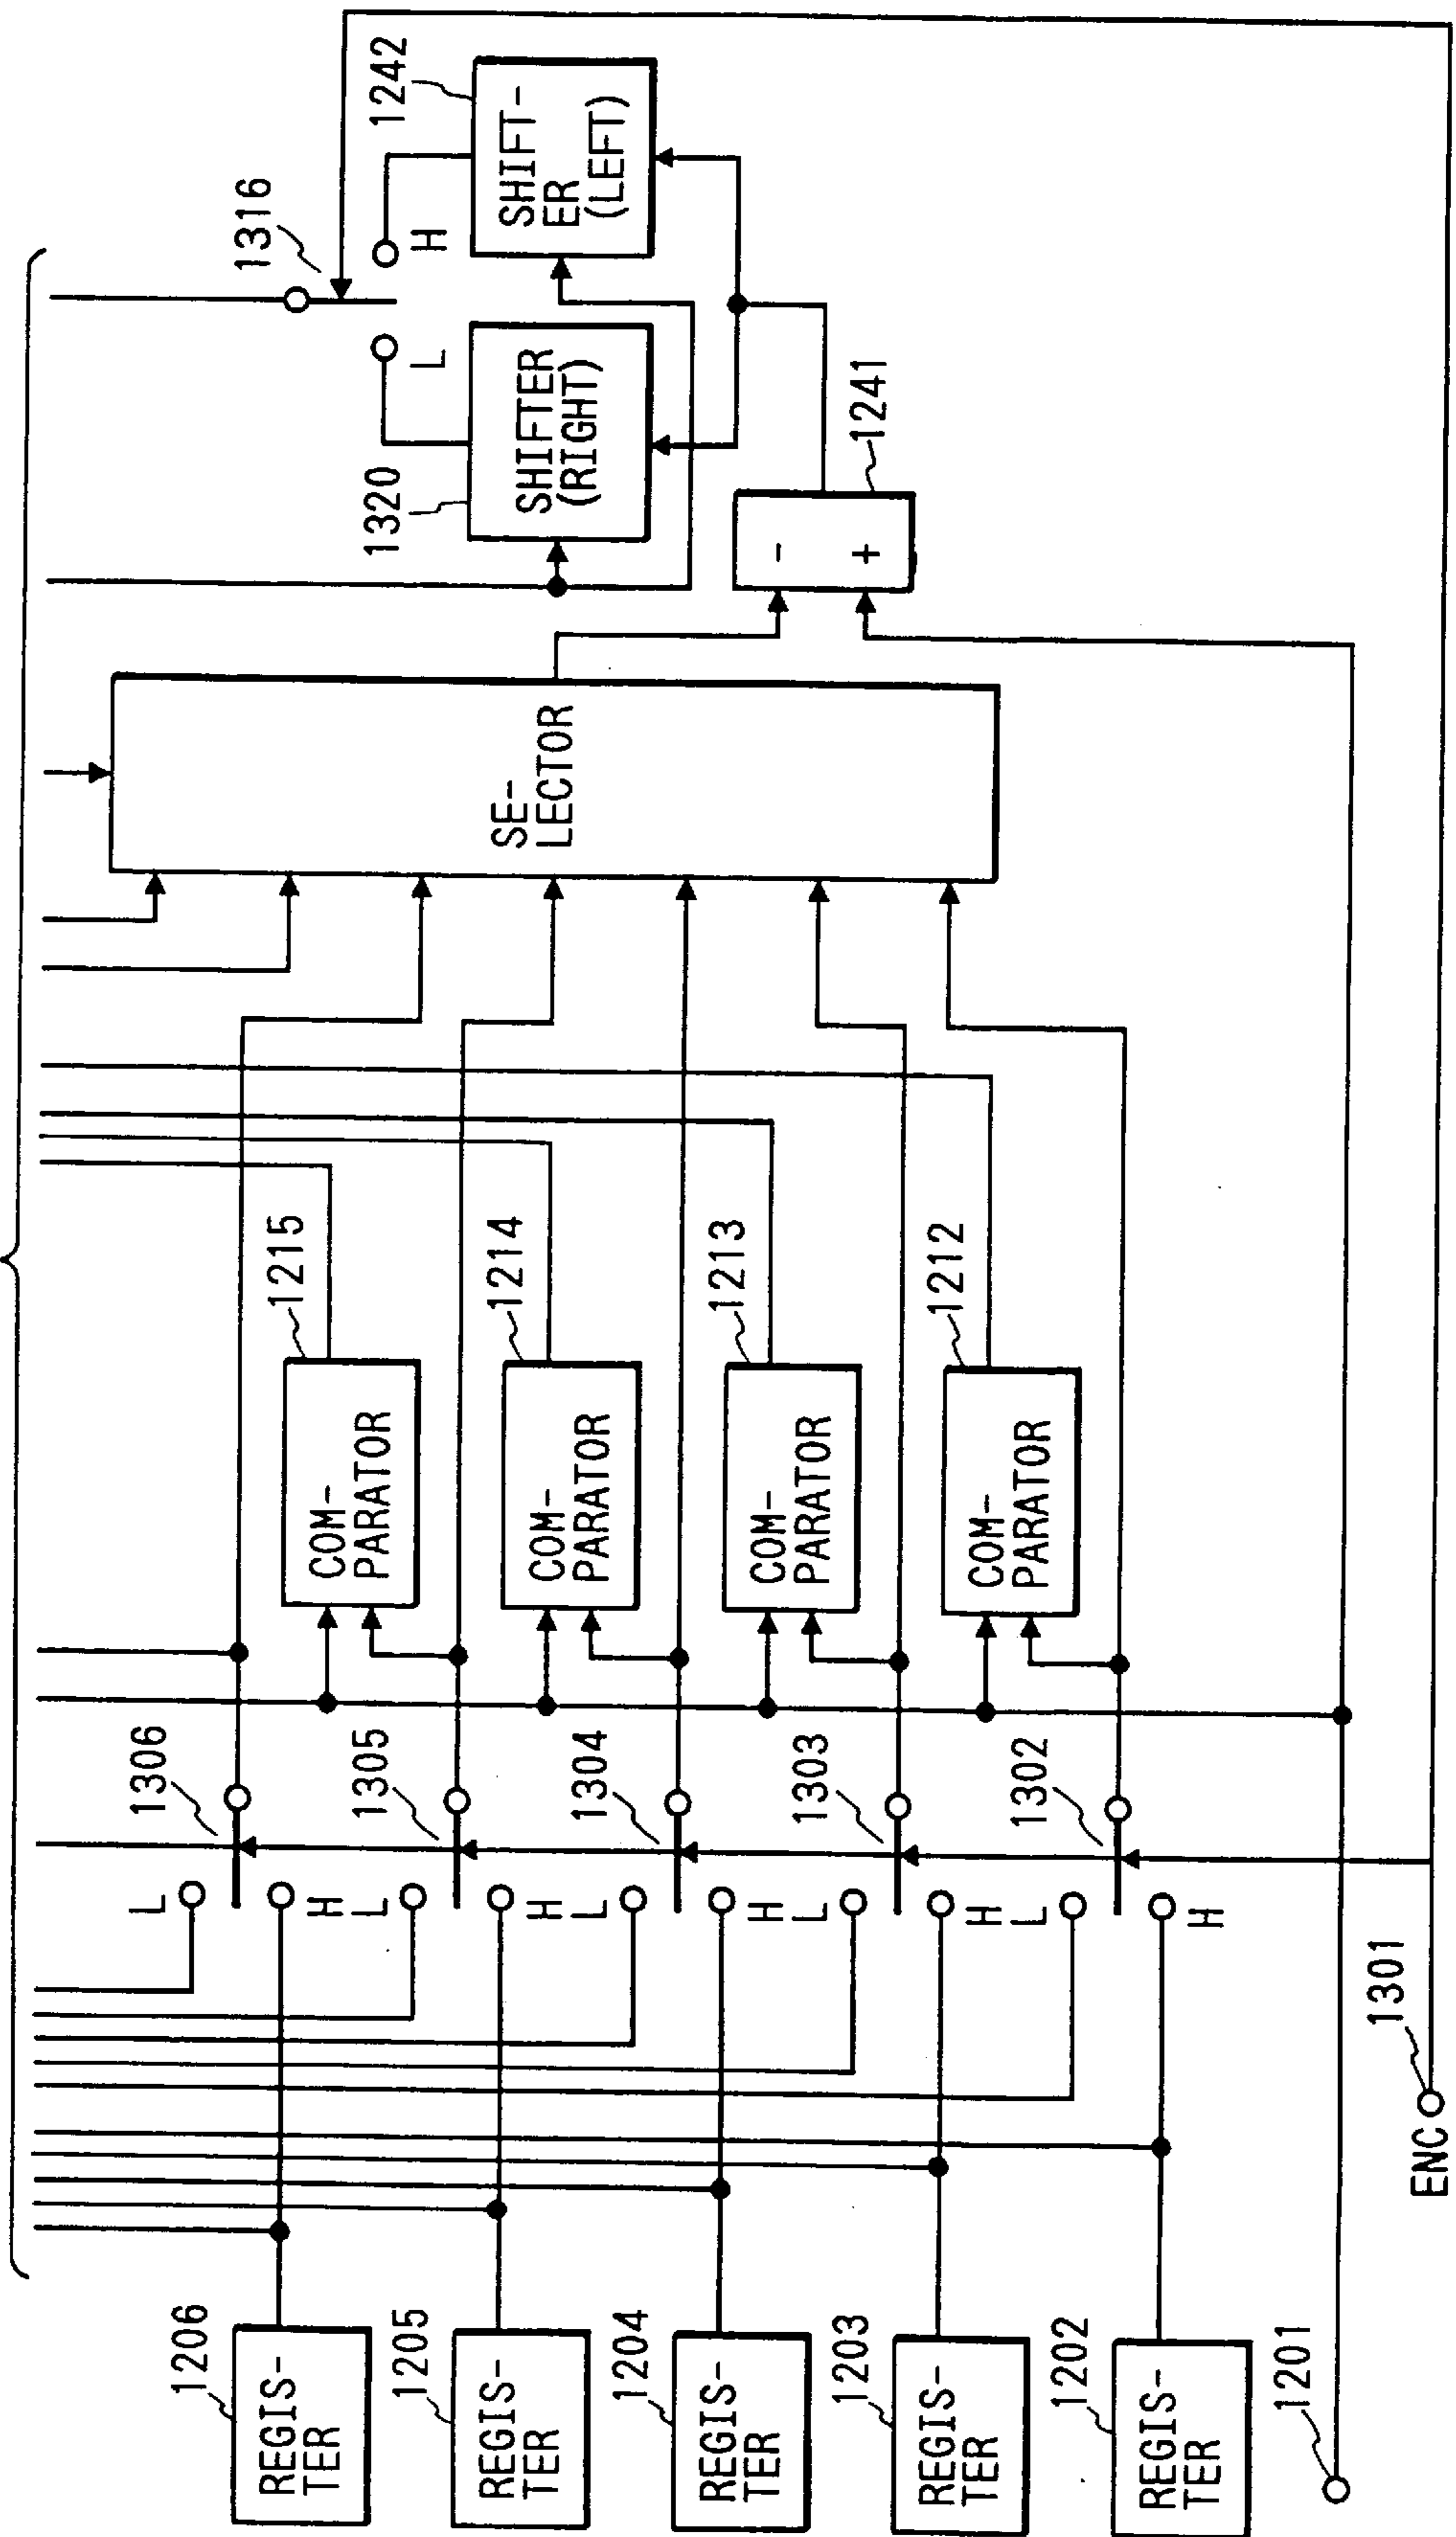 1206
REGIS-
TER
1205
REGIS-
TER
1204
REGIS-
TER
1203
REGIS-
TER
1202
REGIS-
TER
1201
ENC
1301
L
1306
H
L
1305
H
L
1304
H
L
1303
H
L
1302
H
1215
COM-
PARATOR
1214
COM-
PARATOR
1213
COM-
PARATOR
1212
COM-
PARATOR
SE-
LECTOR
-
+
1241
1320
SHIFTER
(RIGHT)
1316
L
H
1242
SHIFT-
ER
(LEFT)